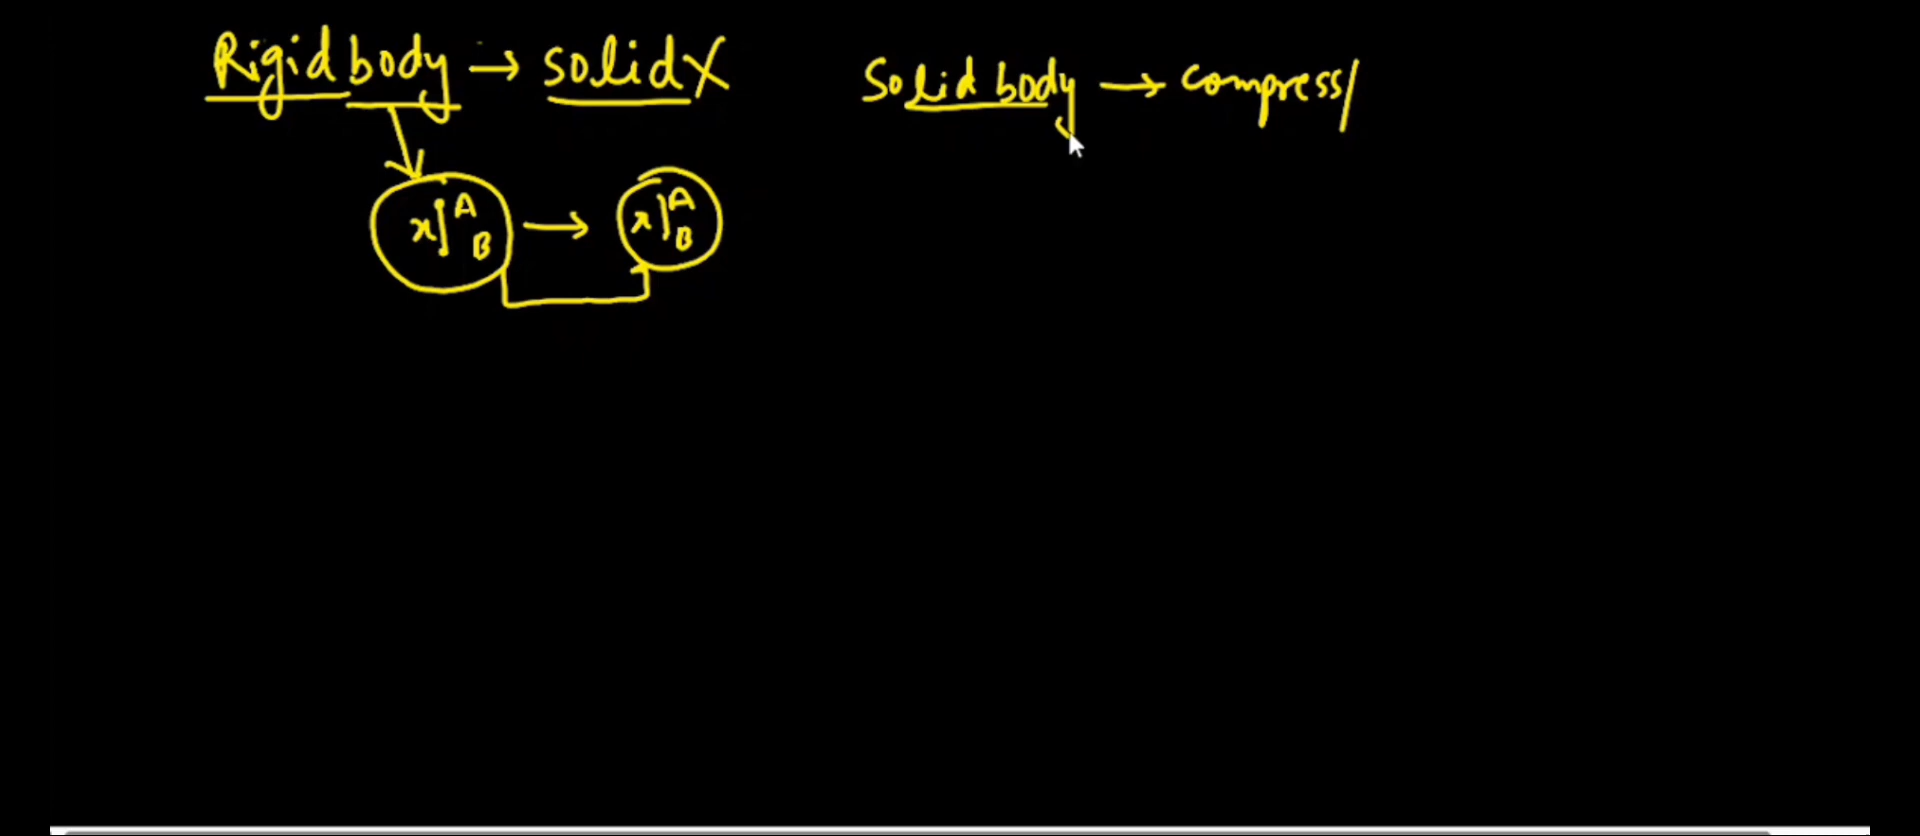 Rigid body → solid X
Solid body → compress/
x A B → x A B